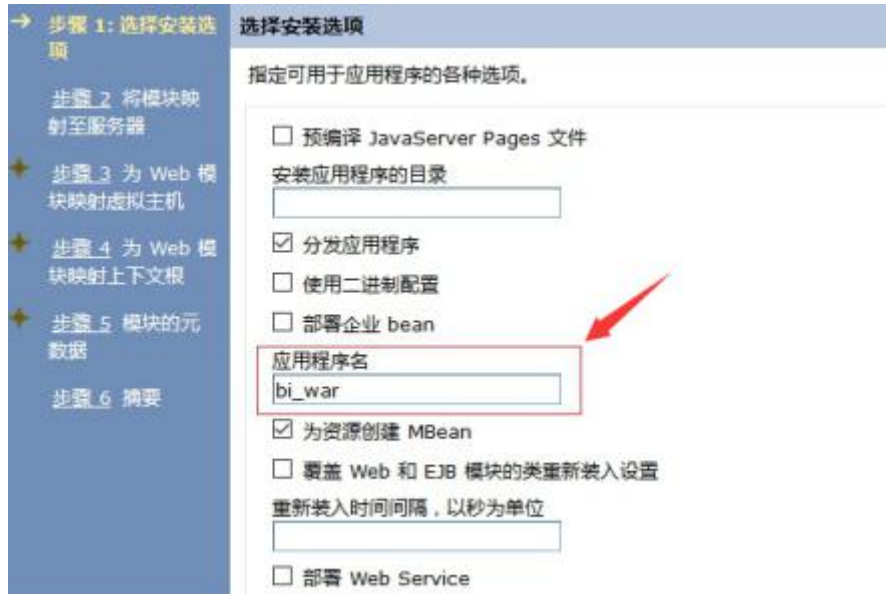 步骤 1: 选择安装选
项
步骤 2 将模块映
射至服务器
步骤 3 为 Web 模
块映射虚拟主机
步骤 4 为 Web 模
块映射上下文根
步骤 5 模块的元
数据
步骤 6 摘要
选择安装选项
指定可用于应用程序的各种选项。
预编译 JavaServer Pages 文件
安装应用程序的目录
分发应用程序
使用二进制配置
部署企业 bean
应用程序名
bi_war
为资源创建 MBean
覆盖 Web 和 EJB 模块的类重新装入设置
重新装入时间间隔，以秒为单位
部署 Web Service